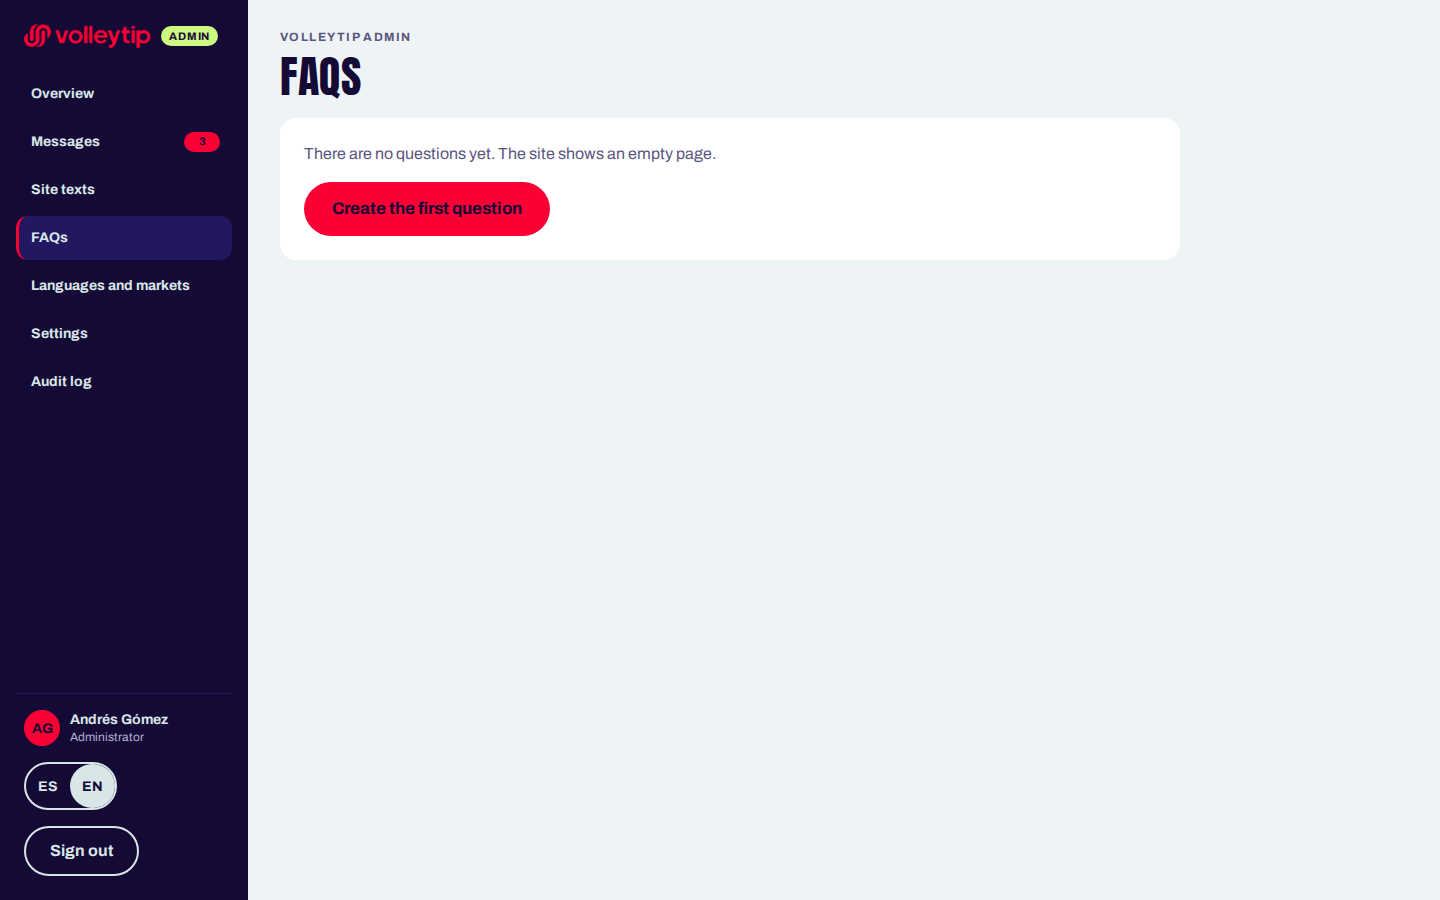 volleytip ADMIN
Overview
Messages 3
Site texts
FAQs
Languages and markets
Settings
Audit log
AG Andrés Gómez
Administrator
ES EN
Sign out
VOLLEYTIP ADMIN
FAQS
There are no questions yet. The site shows an empty page.
Create the first question